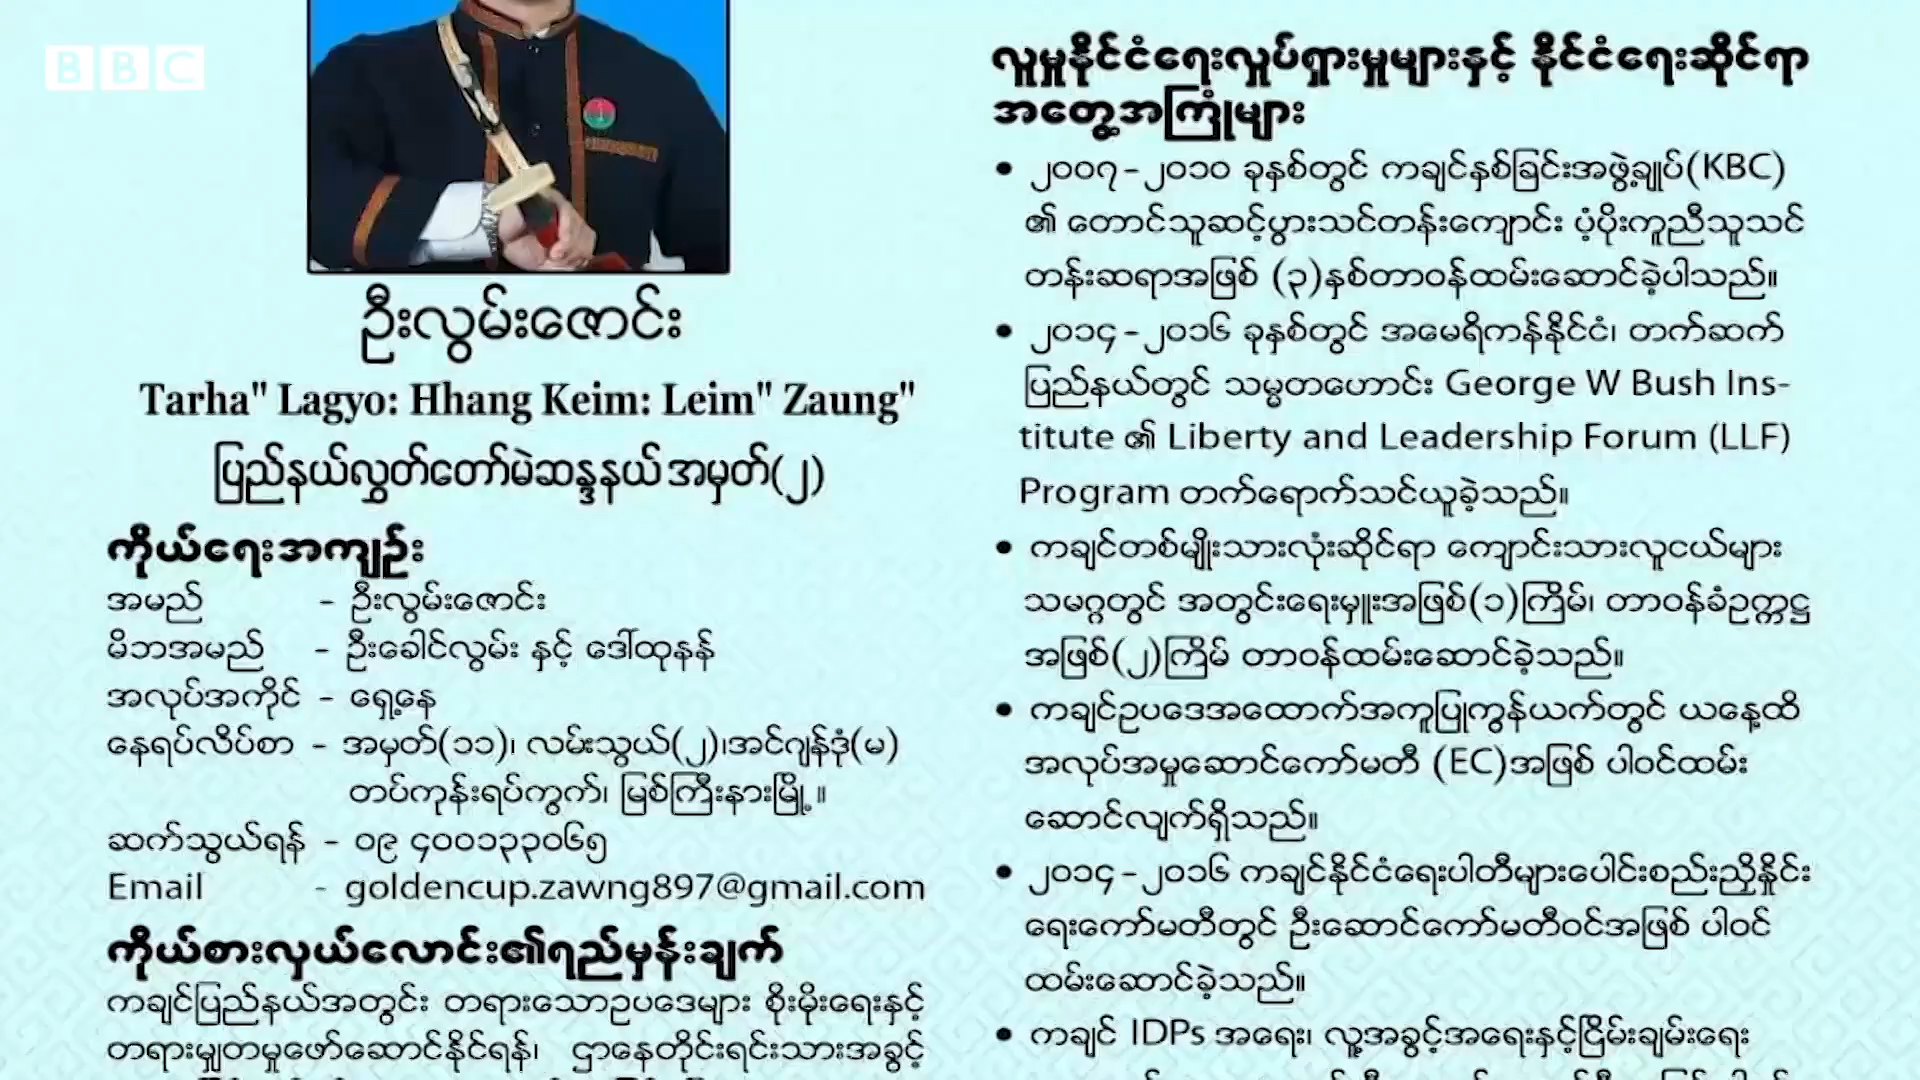 BBC
ဦးလွမ်းဇောင်း
Tarha" Lagyo: Hhang Keim: Leim" Zaung"
ပြည်နယ်လွှတ်တော်မဲဆန္ဒနယ် အမှတ်(၂)
ကိုယ်ရေးအကျဉ်း
အမည် - ဦးလွမ်းဇောင်း
မိဘအမည် - ဦးခေါင်လွမ်း နှင့် ဒေါ်ထုနန်
အလုပ်အကိုင် - ရှေ့နေ
နေရပ်လိပ်စာ - အမှတ်(၁၁)၊ လမ်းသွယ်(၂)၊အင်ဂျန်ဒုံ(မ)
တပ်ကုန်းရပ်ကွက်၊ မြစ်ကြီးနားမြို့။
ဆက်သွယ်ရန် - ၀၉ ၄၀၀၁၃၃၀၆၅
Email - goldencup.zawng897@gmail.com
ကိုယ်စားလှယ်လောင်း၏ရည်မှန်းချက်
ကချင်ပြည်နယ်အတွင်း တရားသောဥပဒေများ စိုးမိုးရေးနှင့်
တရားမျှတမှုဖော်ဆောင်နိုင်ရန်၊ ဌာနေတိုင်းရင်းသားအခွင့်
လူမှုနိုင်ငံရေးလှုပ်ရှားမှုများနှင့် နိုင်ငံရေးဆိုင်ရာ
အတွေ့အကြုံများ
• ၂၀၀၇-၂၀၁၀ ခုနှစ်တွင် ကချင်နှစ်ခြင်းအဖွဲ့ချုပ်(KBC)
၏ တောင်သူဆင့်ပွားသင်တန်းကျောင်း ပံ့ပိုးကူညီသူသင်
တန်းဆရာအဖြစ် (၃)နှစ်တာဝန်ထမ်းဆောင်ခဲ့ပါသည်။
• ၂၀၁၄-၂၀၁၆ ခုနှစ်တွင် အမေရိကန်နိုင်ငံ၊ တက်ဆက်
ပြည်နယ်တွင် သမ္မတဟောင်း George W Bush Ins-
titute ၏ Liberty and Leadership Forum (LLF)
Program တက်ရောက်သင်ယူခဲ့သည်။
• ကချင်တစ်မျိုးသားလုံးဆိုင်ရာ ကျောင်းသားလူငယ်များ
သမဂ္ဂတွင် အတွင်းရေးမှူးအဖြစ်(၁)ကြိမ်၊ တာဝန်ခံဥက္ကဋ္ဌ
အဖြစ်(၂)ကြိမ် တာဝန်ထမ်းဆောင်ခဲ့သည်။
• ကချင်ဥပဒေအထောက်အကူပြုကွန်ယက်တွင် ယနေ့ထိ
အလုပ်အမှုဆောင်ကော်မတီ (EC)အဖြစ် ပါဝင်ထမ်း
ဆောင်လျက်ရှိသည်။
• ၂၀၁၄-၂၀၁၆ ကချင်နိုင်ငံရေးပါတီများပေါင်းစည်းညှိနှိုင်း
ရေးကော်မတီတွင် ဦးဆောင်ကော်မတီဝင်အဖြစ် ပါဝင်
ထမ်းဆောင်ခဲ့သည်။
• ကချင် IDPs အရေး၊ လူ့အခွင့်အရေးနှင့်ငြိမ်းချမ်းရေး